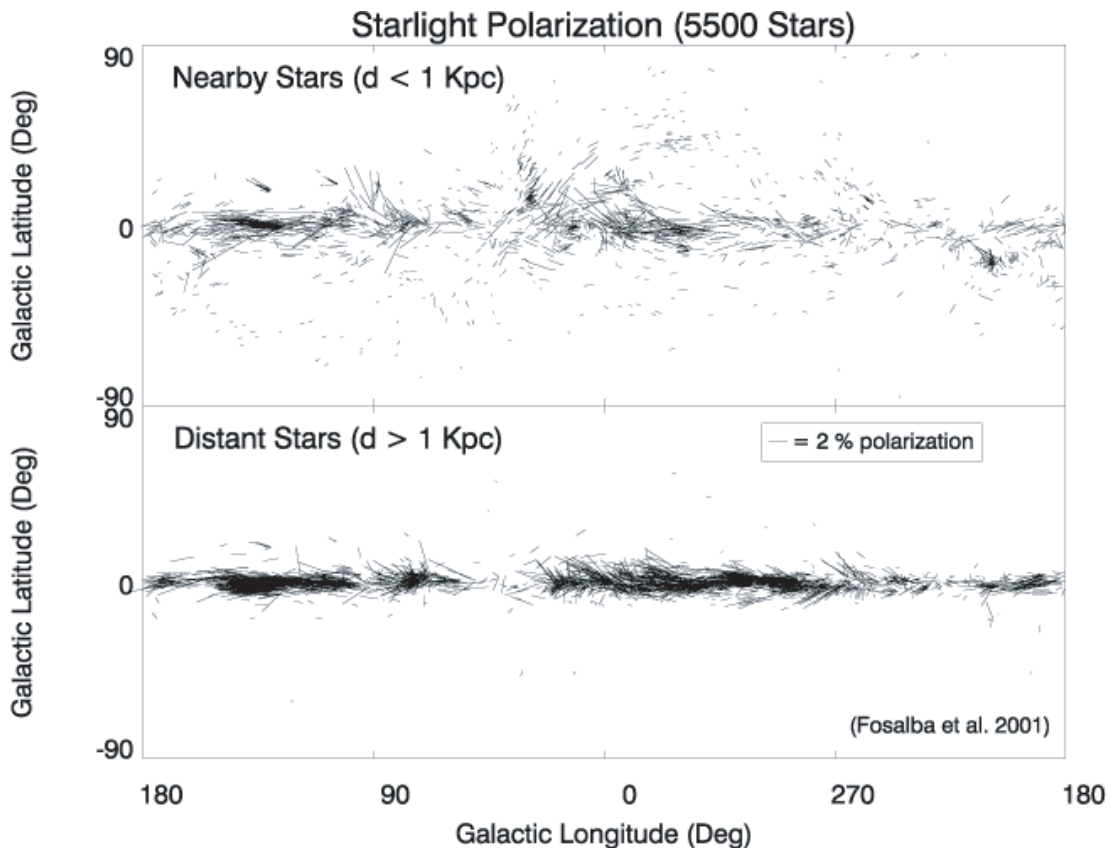 Starlight Polarization (5500 Stars)
90
Nearby Stars (d < 1 Kpc)
Galactic Latitude (Deg)
0
-90
90
Distant Stars (d > 1 Kpc)
= 2 % polarization
Galactic Latitude (Deg)
0
(Fosalba et al. 2001)
-90
180 90 0 270 180
Galactic Longitude (Deg)